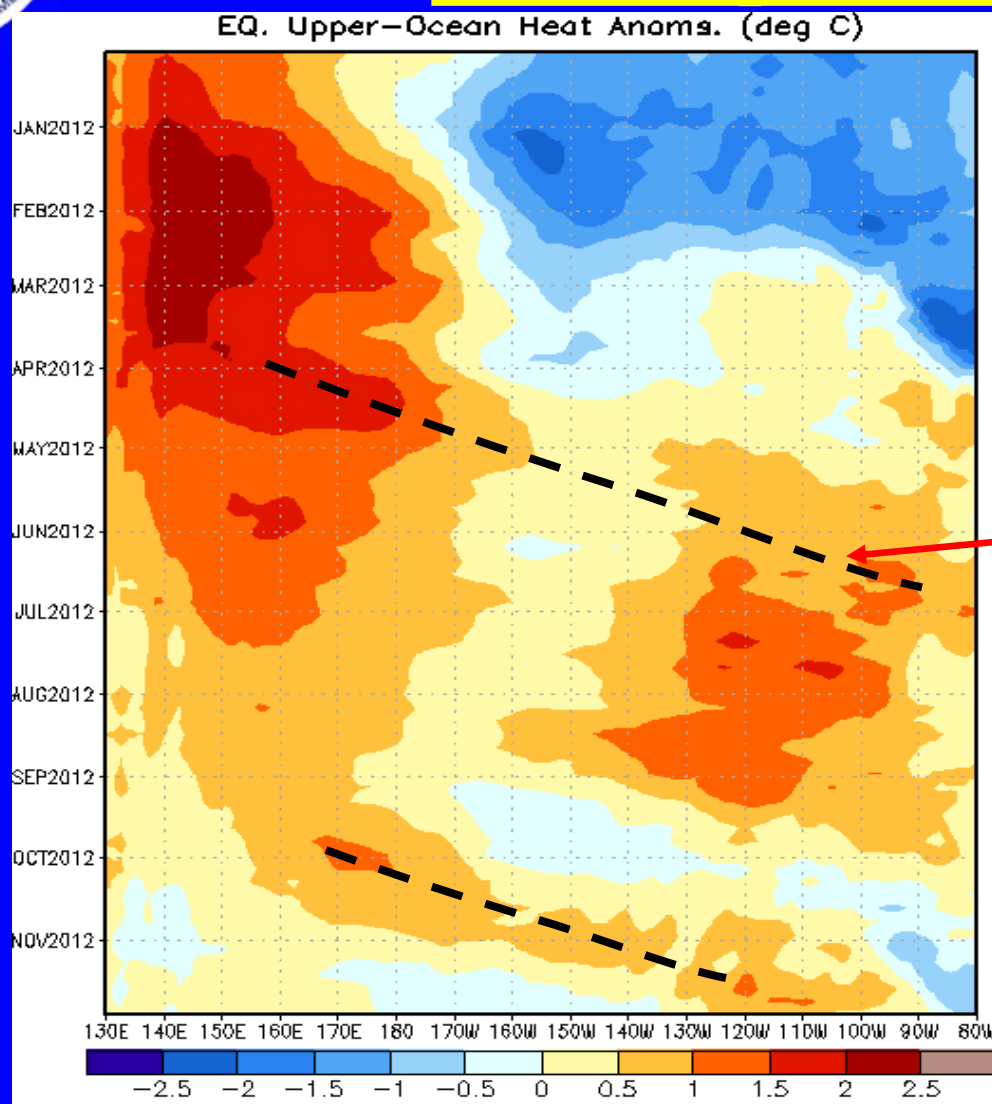 EQ. Upper-Ocean Heat Anoms. (deg C)
JAN2012
FEB2012
MAR2012
APR2012
MAY2012
JUN2012
JUL2012
AUG2012
SEP2012
OCT2012
NOV2012
130E 140E 150E 160E 170E 180 170W 160W 150W 140W 130W 120W 110W 100W 90W 80W
-2.5 -2 -1.5 -1 -0.5 0 0.5 1 1.5 2 2.5